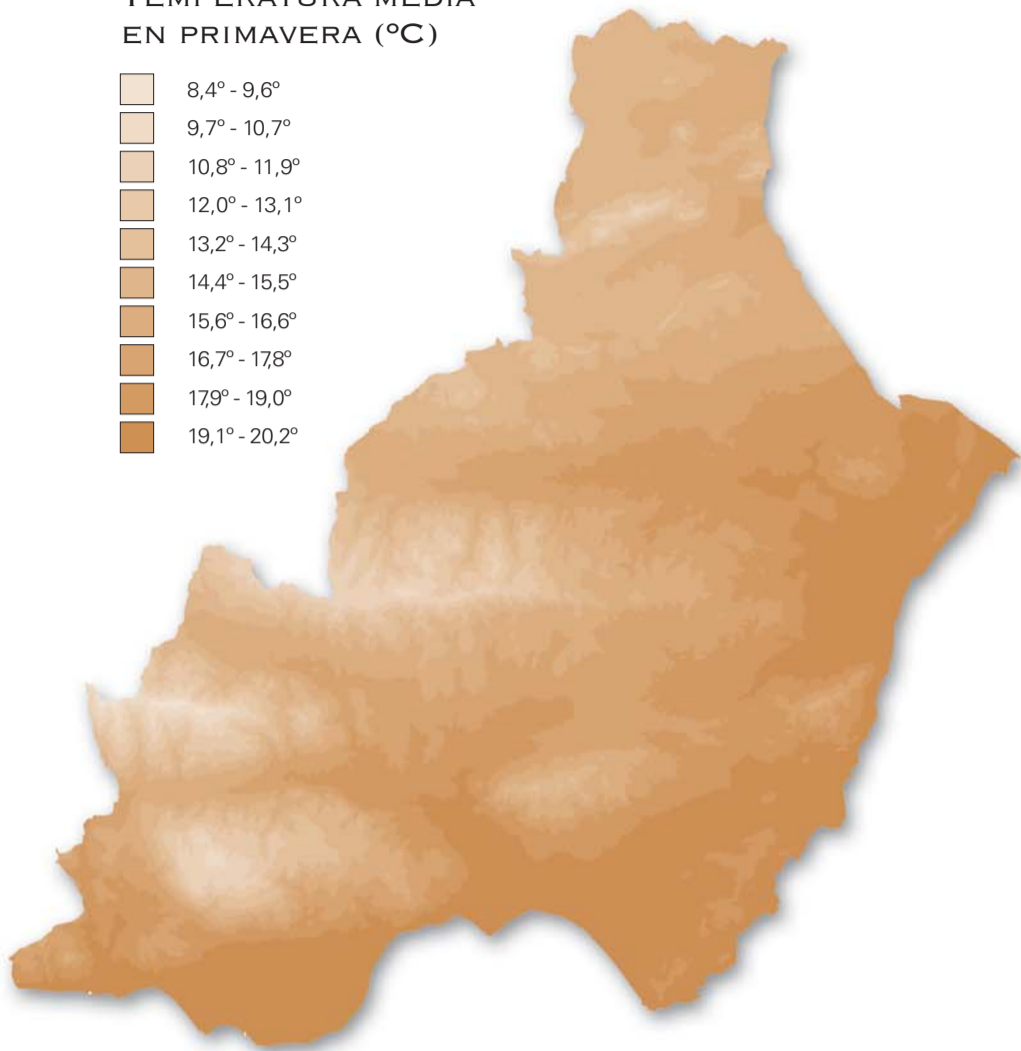 TEMPERATURA MEDIA
EN PRIMAVERA (ºC)
8,4º - 9,6º
9,7º - 10,7º
10,8º - 11,9º
12,0º - 13,1º
13,2º - 14,3º
14,4º - 15,5º
15,6º - 16,6º
16,7º - 17,8º
17,9º - 19,0º
19,1º - 20,2º